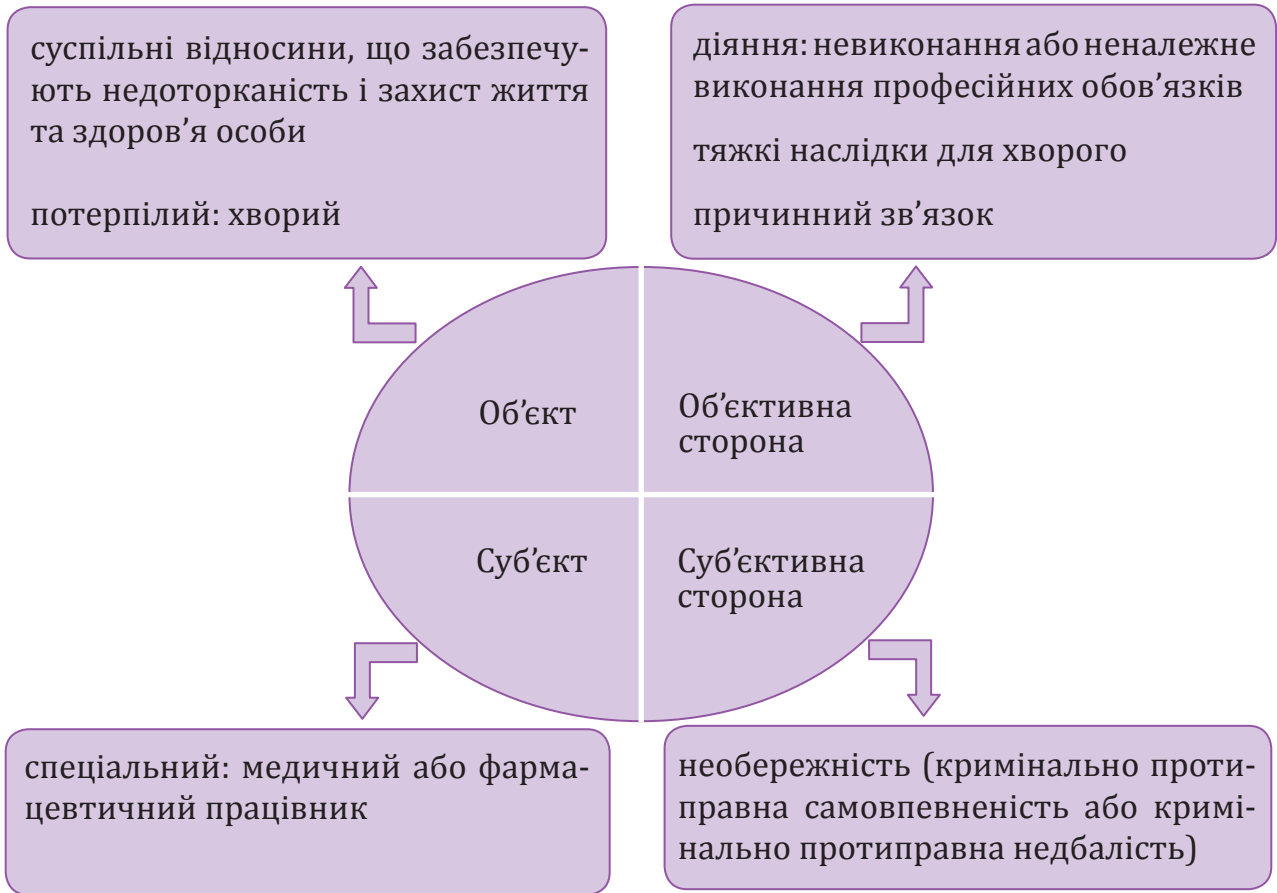 суспільні відносини, що забезпечу-
ють недоторканість і захист життя
та здоров’я особи
потерпілий: хворий
діяння: невиконання або неналежне
виконання професійних обов’язків
тяжкі наслідки для хворого
причинний зв’язок
Об’єкт
Об’єктивна
сторона
Суб’єкт
Суб’єктивна
сторона
спеціальний: медичний або фарма-
цевтичний працівник
необережність (кримінально проти-
правна самовпевненість або кримі-
нально протиправна недбалість)